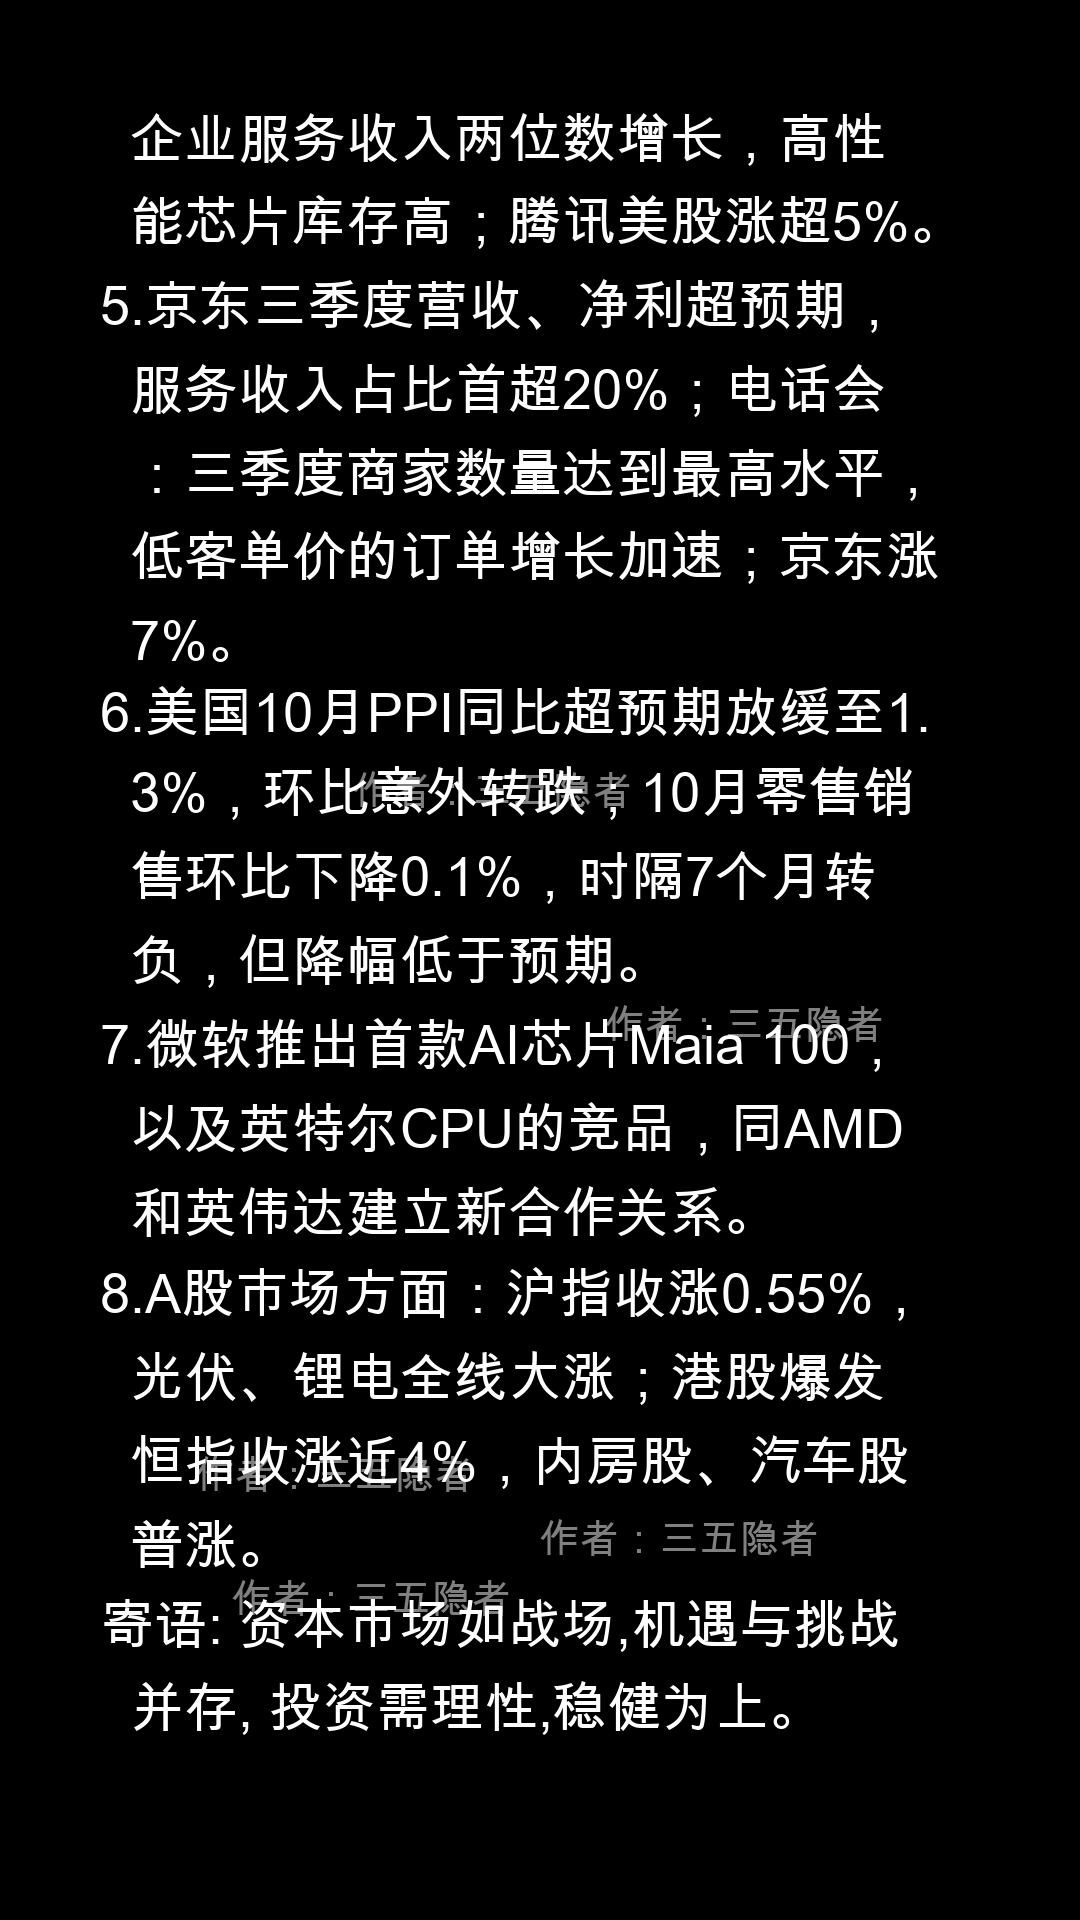 企业服务收入两位数增长，高性
能芯片库存高；腾讯美股涨超5%。
5.京东三季度营收、净利超预期，
服务收入占比首超20%；电话会
：三季度商家数量达到最高水平，
低客单价的订单增长加速；京东涨
7%。
6.美国10月PPI同比超预期放缓至1.
3%，环比意外转跌；10月零售销
作者：三五隐者
售环比下降0.1%，时隔7个月转
负，但降幅低于预期。
作者：三五隐者
7.微软推出首款AI芯片Maia 100，
以及英特尔CPU的竞品，同AMD
和英伟达建立新合作关系。
8.A股市场方面：沪指收涨0.55%，
光伏、锂电全线大涨；港股爆发
恒指收涨近4%，内房股、汽车股
作者：三五隐者
普涨。
作者：三五隐者
作者：三五隐者
寄语: 资本市场如战场,机遇与挑战
并存, 投资需理性,稳健为上。